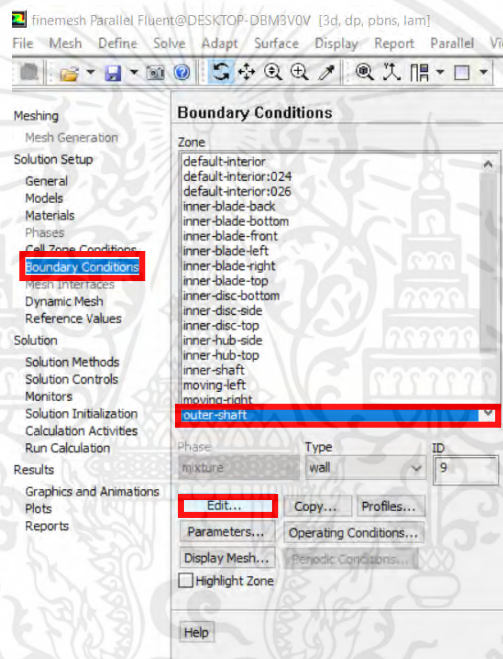 finemesh Parallel Fluent@DESKTOP-DBM3V0V [3d, dp, pbns, lam]
File Mesh Define Solve Adapt Surface Display Report Parallel
Meshing
Mesh Generation
Solution Setup
General
Models
Materials
Phases
Cell Zone Conditions
Boundary Conditions
Mesh Interfaces
Dynamic Mesh
Reference Values
Solution
Solution Methods
Solution Controls
Monitors
Solution Initialization
Calculation Activities
Run Calculation
Results
Graphics and Animations
Plots
Reports
Boundary Conditions
Zone
default-interior
default-interior:024
default-interior:026
inner-blade-back
inner-blade-bottom
inner-blade-front
inner-blade-left
inner-blade-right
inner-blade-top
inner-disc-bottom
inner-disc-side
inner-disc-top
inner-hub-side
inner-hub-top
inner-shaft
moving-left
moving-right
outer-shaft
Phase Type ID
mixture wall 9
Edit... Copy... Profiles...
Parameters... Operating Conditions...
Display Mesh... Periodic Conditions...
Highlight Zone
Help